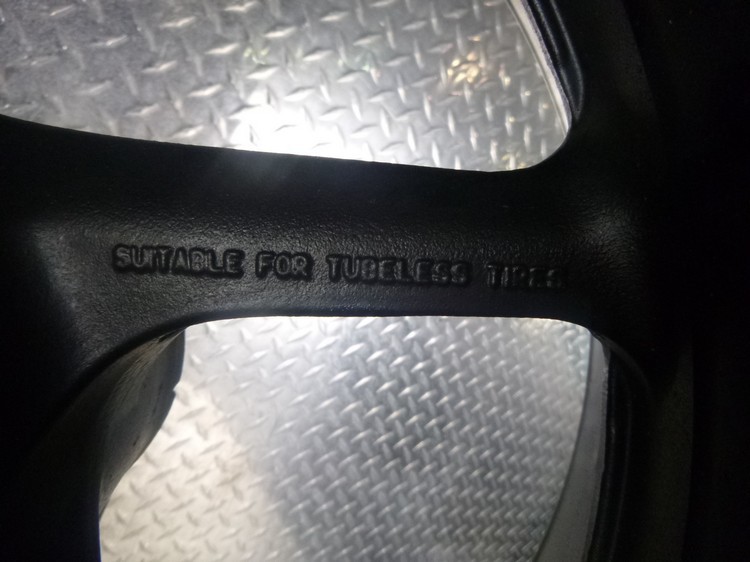 SUITABLE FOR TUBELESS TIRES